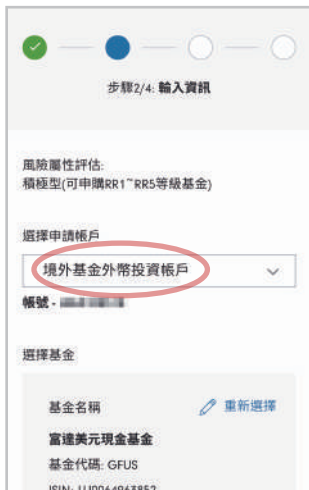 步驟2/4: 輸入資訊
風險屬性評估:
積極型(可申購RR1~RR5等級基金)
選擇申請帳戶
境外基金外幣投資帳戶
帳號 -
選擇基金
基金名稱 重新選擇
富達美元現金基金
基金代碼: GFUS
ISIN: LU0064963852